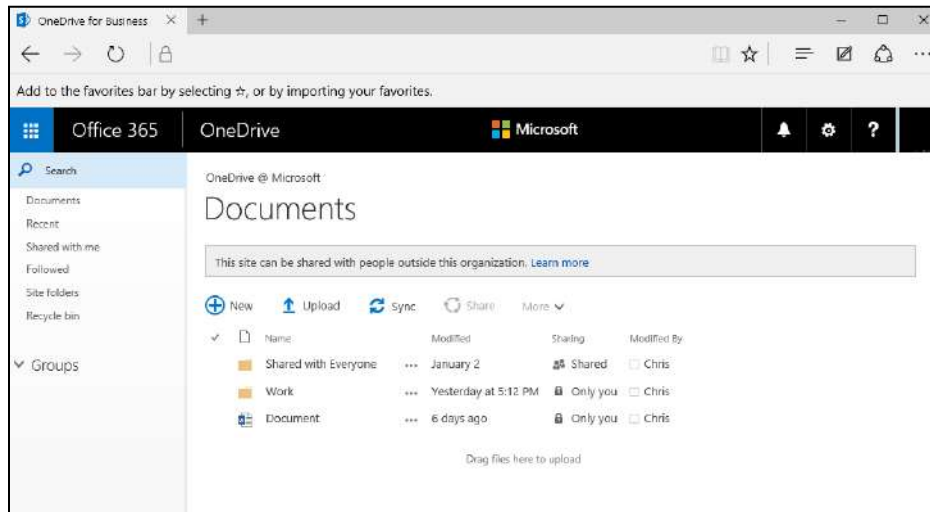 OneDrive for Business
Add to the favorites bar by selecting ☆, or by importing your favorites.
Office 365 OneDrive Microsoft ?
Search
Documents
Recent
Shared with me
Followed
Site folders
Recycle bin
Groups
OneDrive @ Microsoft
Documents
This site can be shared with people outside this organization. Learn more
New Upload Sync Share More
Name Modified Sharing Modified By
Shared with Everyone ... January 2 Shared Chris
Work ... Yesterday at 5:12 PM Only you Chris
Document ... 6 days ago Only you Chris
Drag files here to upload